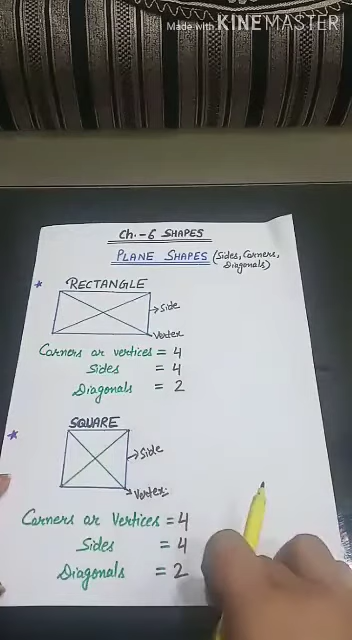 Made with KINEMASTER
Ch.-6 SHAPES
PLANE SHAPES (Sides, Corners,
Diagonals)
* RECTANGLE
Side
Vertex
Corners or vertices = 4
Sides = 4
Diagonals = 2
* SQUARE
Side
Vertex
Corners or Vertices = 4
Sides = 4
Diagonals = 2